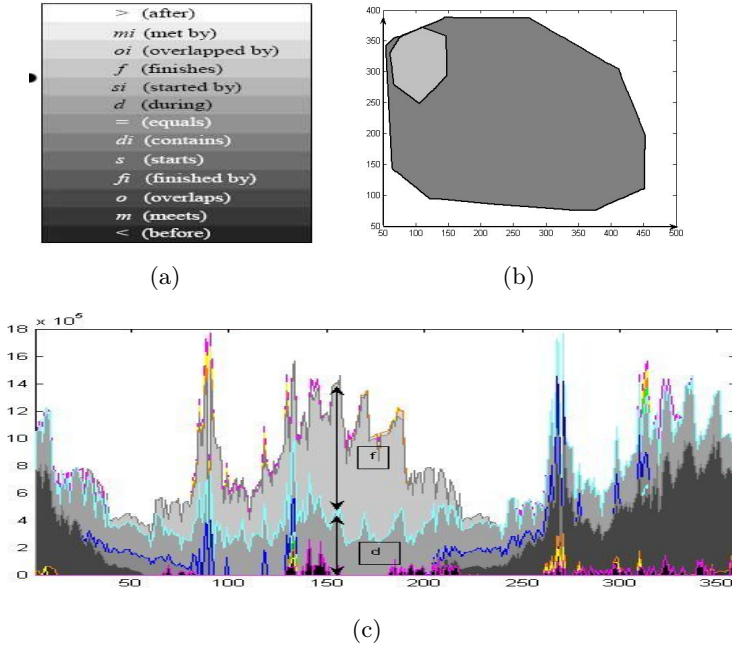 > (after)
mi (met by)
oi (overlapped by)
f (finishes)
si (started by)
d (during)
= (equals)
di (contains)
s (starts)
fi (finished by)
o (overlaps)
m (meets)
< (before)
(a)
400
350
300
250
200
150
100
50
50 100 150 200 250 300 350 400 450 500
(b)
× 10⁵
18
16
14
12
10
8
6
4
2
0
f
d
50 100 150 200 250 300 350
(c)